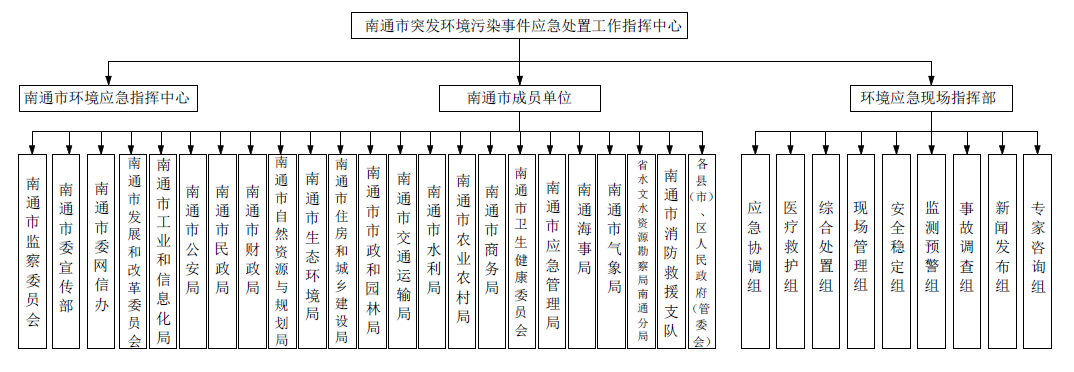 南通市突发环境污染事件应急处置工作指挥中心
南通市环境应急指挥中心
南通市成员单位
环境应急现场指挥部
南通市监察委员会
南通市委宣传部
南通市委网信办
南通市发展和改革委员会
南通市工业和信息化局
南通市公安局
南通市民政局
南通市财政局
南通市自然资源与规划局
南通市生态环境局
南通市住房和城乡建设局
南通市市政和园林局
南通市交通运输局
南通市水利局
南通市农业农村局
南通市商务局
南通市卫生健康委员会
南通市应急管理局
南通海事局
南通市气象局
省水文水资源勘察局南通分局
南通市消防救援支队
各县（市）、区人民政府（管委会）
应急协调组
医疗救护组
综合处置组
现场管理组
安全稳定组
监测预警组
事故调查组
新闻发布组
专家咨询组